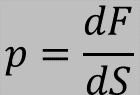 p = dF/dS